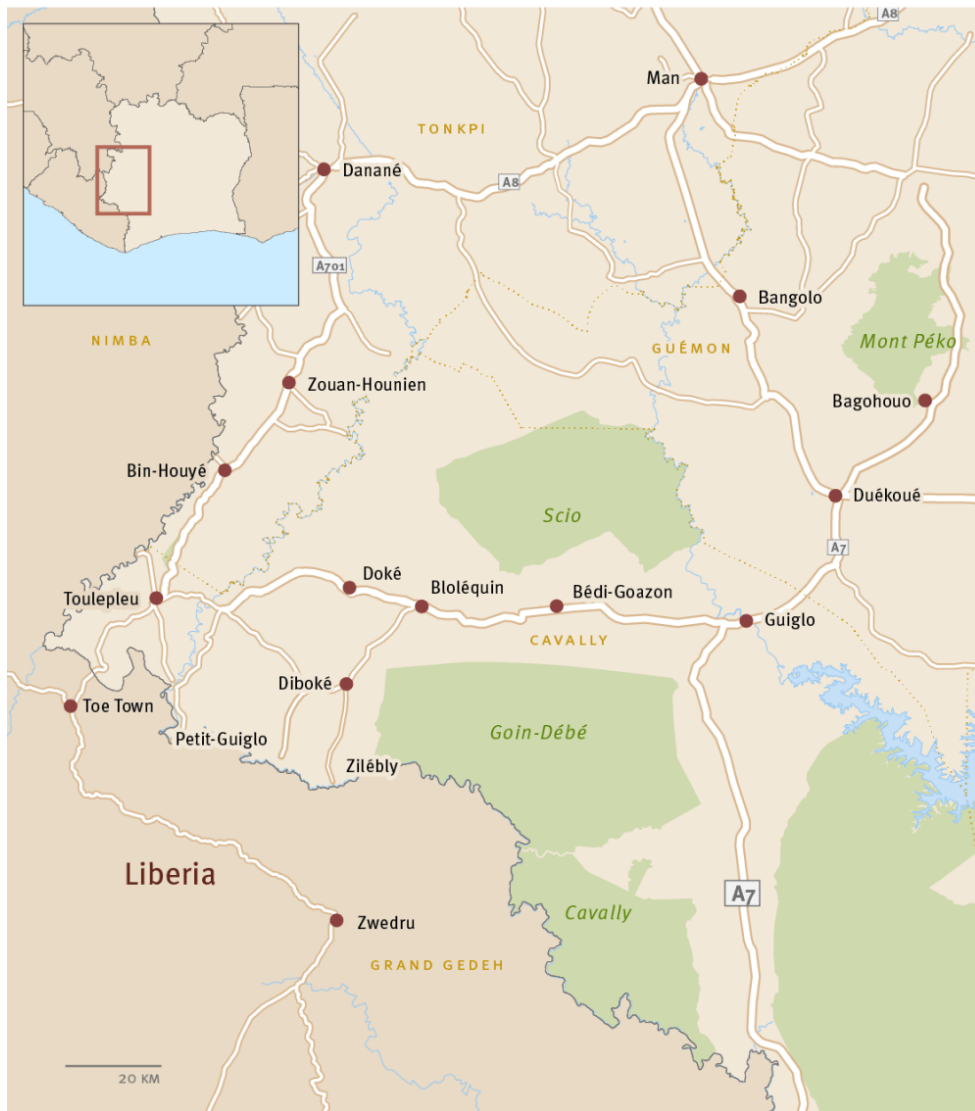 A8
Man
TONKPI
Danané
A8
A701
Bangolo
NIMBA
GUÉMON
Mont Péko
Zouan-Hounien
Bagohouo
Bin-Houyé
Duékoué
Scio
A7
Doké
Toulepleu
Bloléquin
Bédi-Goazon
Guiglo
CAVALLY
Diboké
Toe Town
Goin-Débé
Petit-Guiglo
Zilébly
Liberia
A7
Cavally
Zwedru
GRAND GEDEH
20 KM